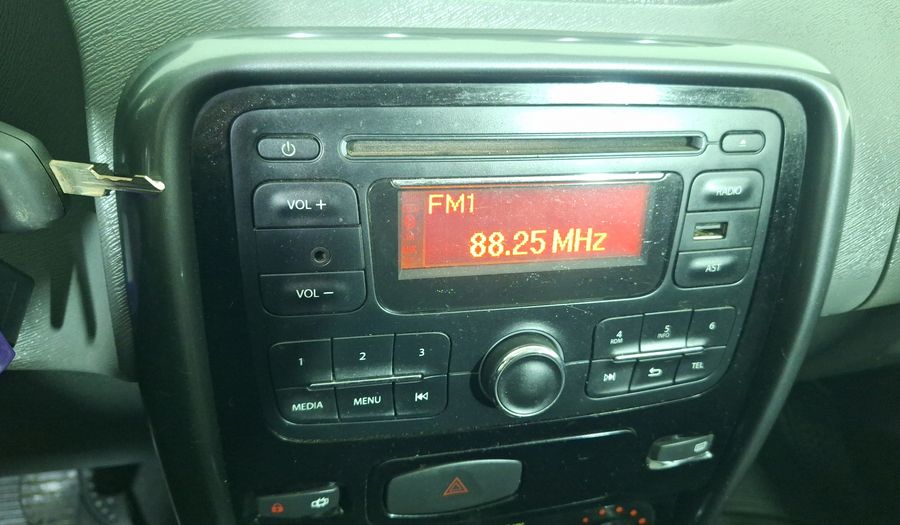 FM1
88.25 MHz
VOL +
VOL −
RADIO
AST
1 2 3
MEDIA MENU
4 RDM 5 INFO 6
TEL